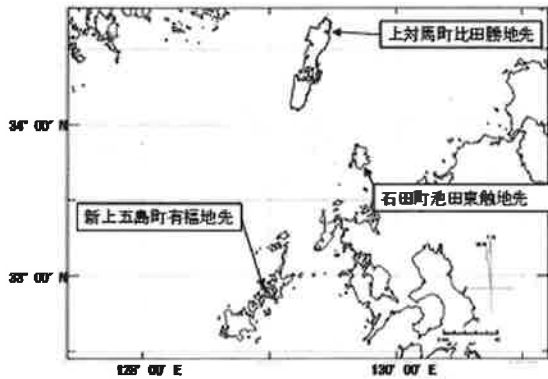 上対馬町比田勝地先
34° 00′ N
石田町池田東触地先
新上五島町有福地先
33° 00′ N
128° 00′ E
130° 00′ E